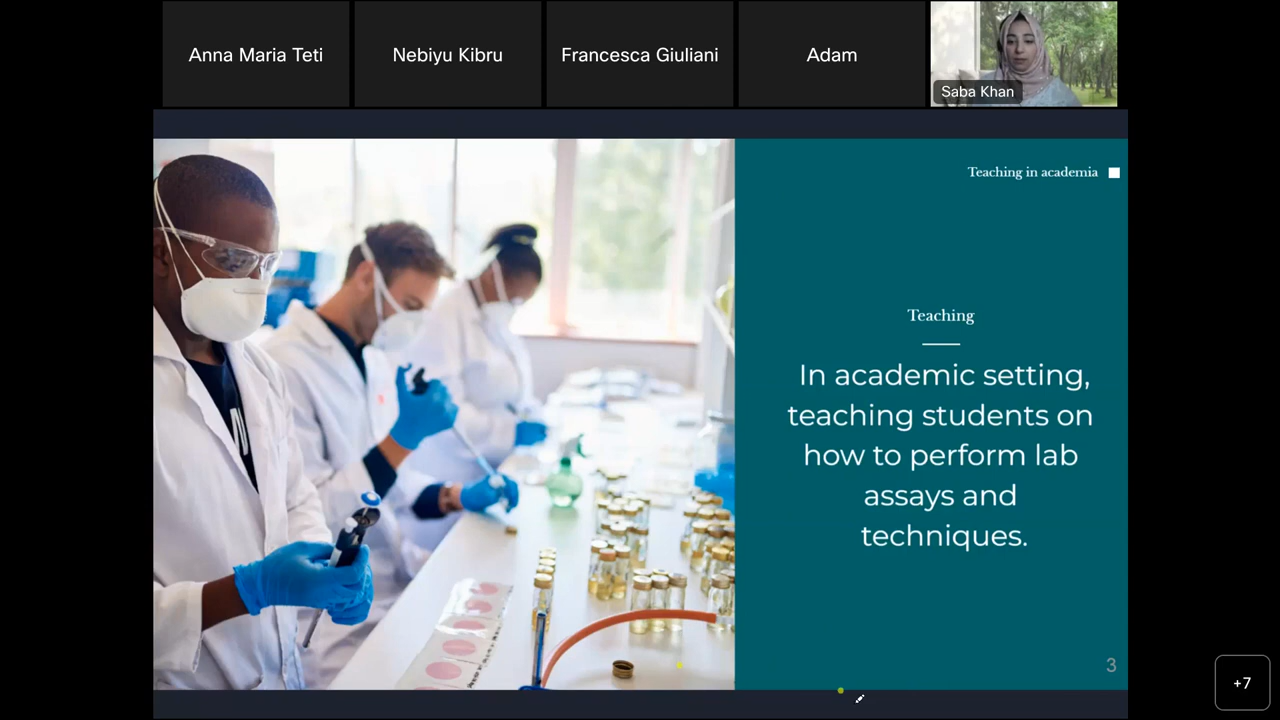 Anna Maria Teti
Nebiyu Kibru
Francesca Giuliani
Adam
Saba Khan
Teaching in academia
Teaching
In academic setting,
teaching students on
how to perform lab
assays and
techniques.
3
+7